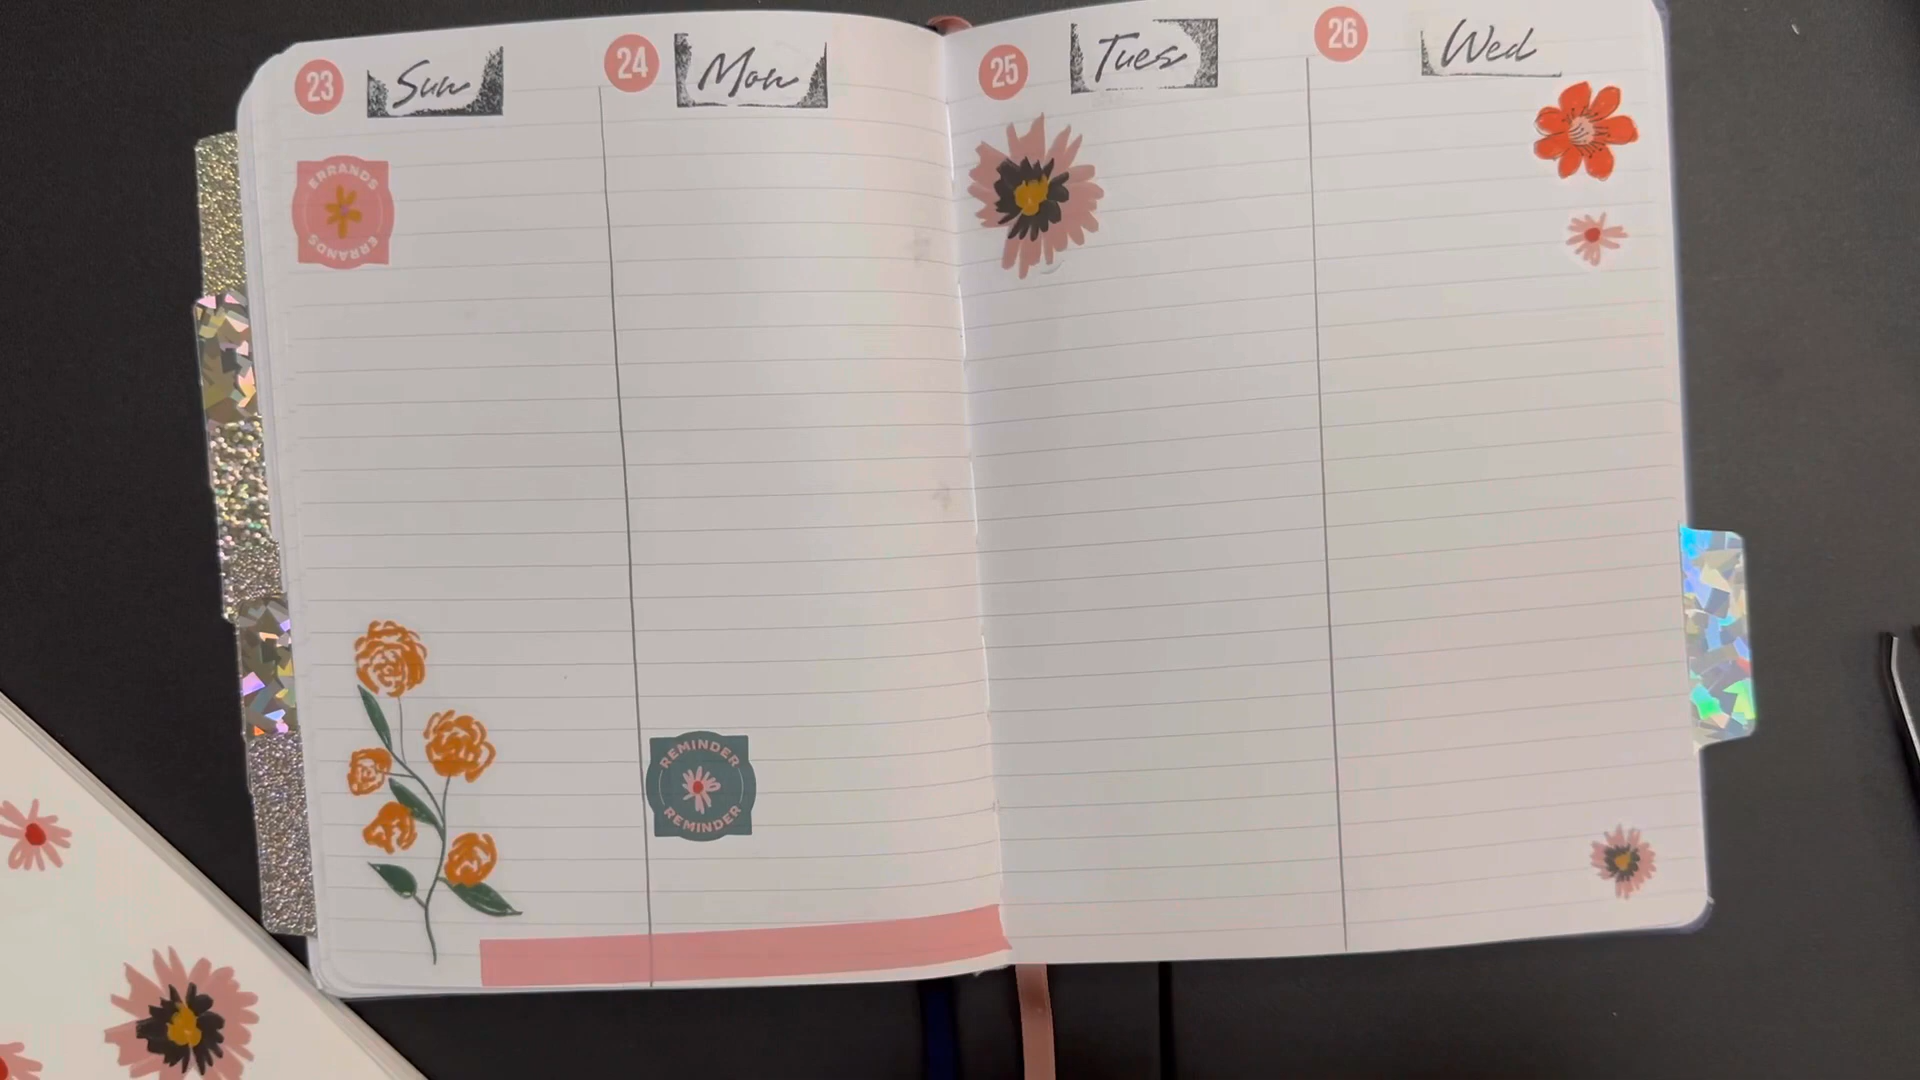 23 Sun
24 Mon
25 Tues
26 Wed
ERRANDS
ERRANDS
REMINDER
REMINDER